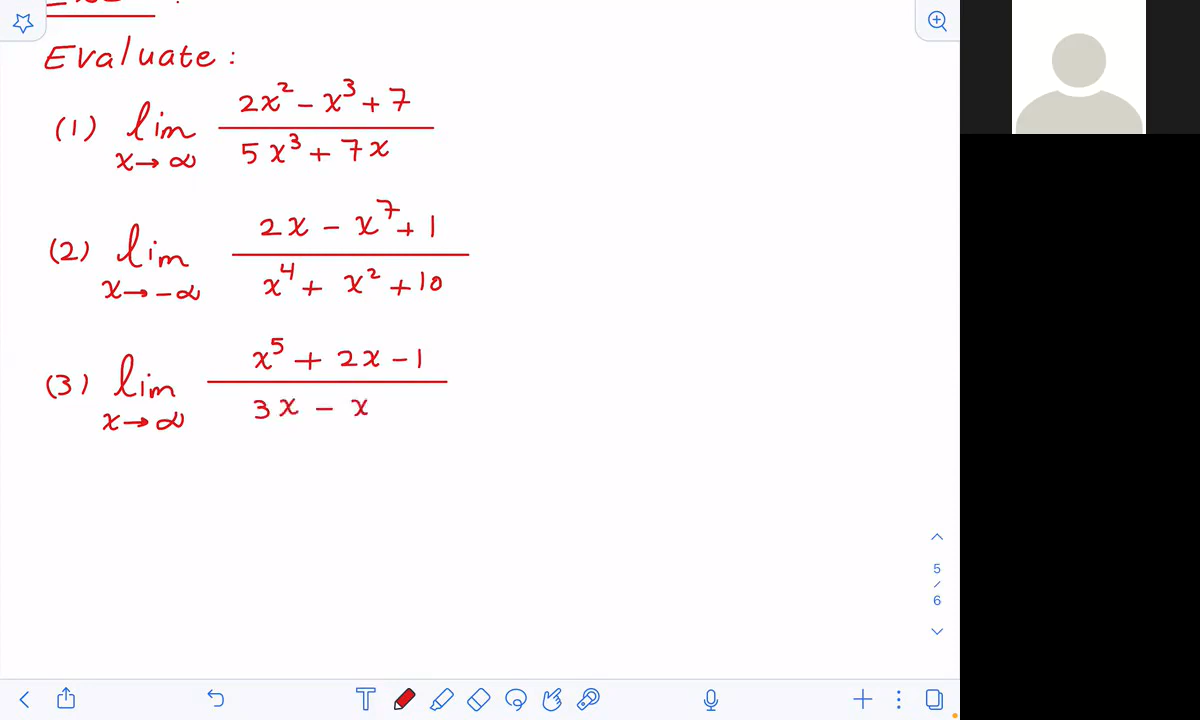 Evaluate :
(1) lim x→∞ (2x² - x³ + 7) / (5x³ + 7x)
(2) lim x→-∞ (2x - x⁷ + 1) / (x⁴ + x² + 10)
(3) lim x→∞ (x⁵ + 2x - 1) / (3x - x
5
/
6
T